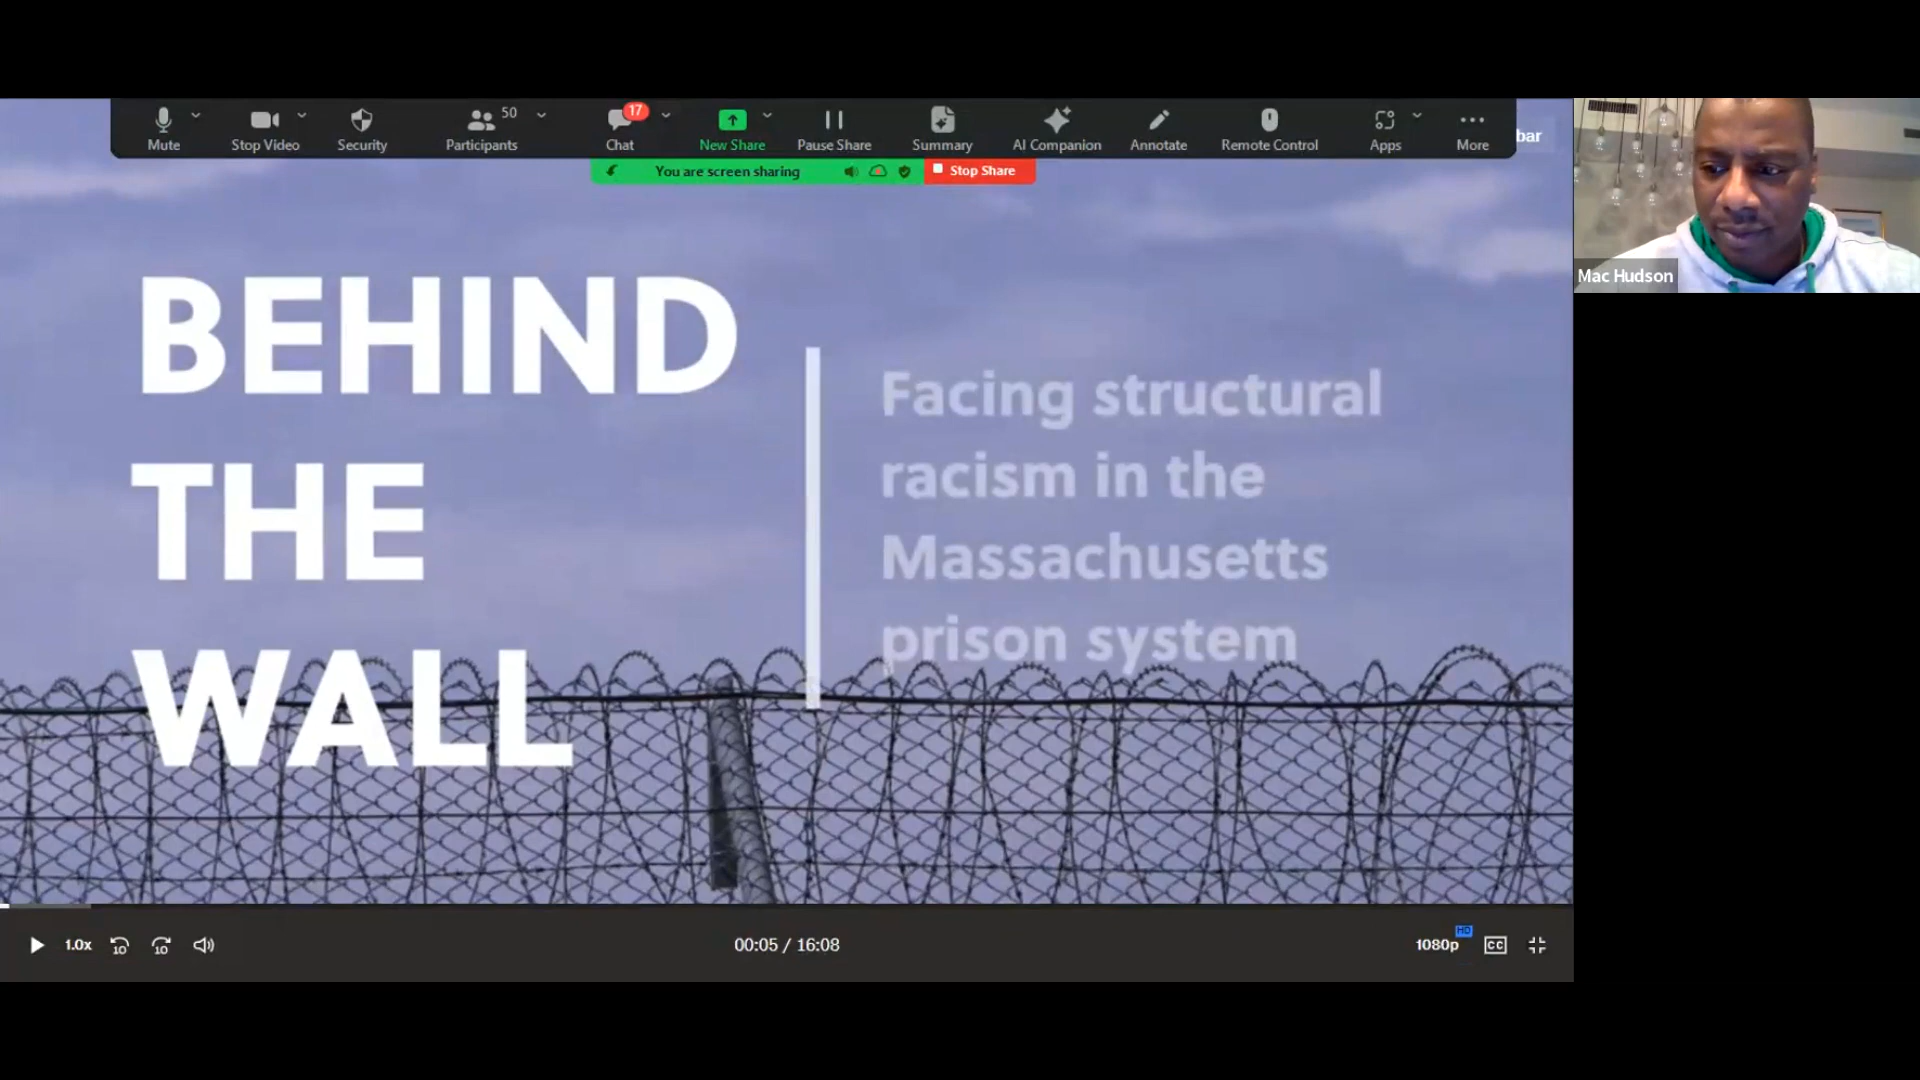 50
17
Mute
Stop Video
Security
Participants
Chat
New Share
Pause Share
Summary
AI Companion
Annotate
Remote Control
Apps
More
bar
You are screen sharing
Stop Share
Mac Hudson
BEHIND
THE
WALL
Facing structural
racism in the
Massachusetts
prison system
1.0x
10
10
00:05 / 16:08
1080p
HD
CC